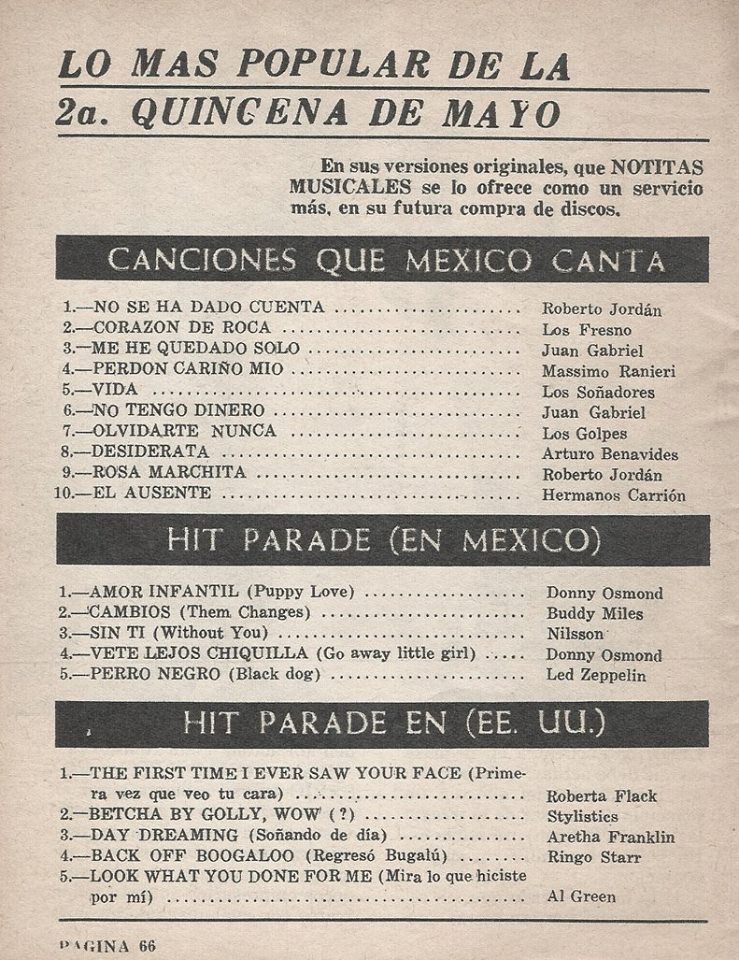 LO MAS POPULAR DE LA
2a. QUINCENA DE MAYO
En sus versiones originales, que NOTITAS
MUSICALES se lo ofrece como un servicio
más, en su futura compra de discos.
CANCIONES QUE MEXICO CANTA
1.—NO SE HA DADO CUENTA ........................ Roberto Jordán
2.—CORAZON DE ROCA ........................ Los Fresno
3.—ME HE QUEDADO SOLO ........................ Juan Gabriel
4.—PERDON CARIÑO MIO ........................ Massimo Ranieri
5.—VIDA ........................ Los Soñadores
6.—NO TENGO DINERO ........................ Juan Gabriel
7.—OLVIDARTE NUNCA ........................ Los Golpes
8.—DESIDERATA ........................ Arturo Benavides
9.—ROSA MARCHITA ........................ Roberto Jordán
10.—EL AUSENTE ........................ Hermanos Carrión
HIT PARADE (EN MEXICO)
1.—AMOR INFANTIL (Puppy Love) .................... Donny Osmond
2.—CAMBIOS (Them Changes) .................... Buddy Miles
3.—SIN TI (Without You) .................... Nilsson
4.—VETE LEJOS CHIQUILLA (Go away little girl) ..... Donny Osmond
5.—PERRO NEGRO (Black dog) .................... Led Zeppelin
HIT PARADE EN (EE. UU.)
1.—THE FIRST TIME I EVER SAW YOUR FACE (Prime-
ra vez que veo tu cara) ........................ Roberta Flack
2.—BETCHA BY GOLLY, WOW (?) .................... Stylistics
3.—DAY DREAMING (Soñando de día) ................ Aretha Franklin
4.—BACK OFF BOOGALOO (Regresó Bugalú) ........ Ringo Starr
5.—LOOK WHAT YOU DONE FOR ME (Mira lo que hiciste
por mí) ........................ Al Green
PAGINA 66